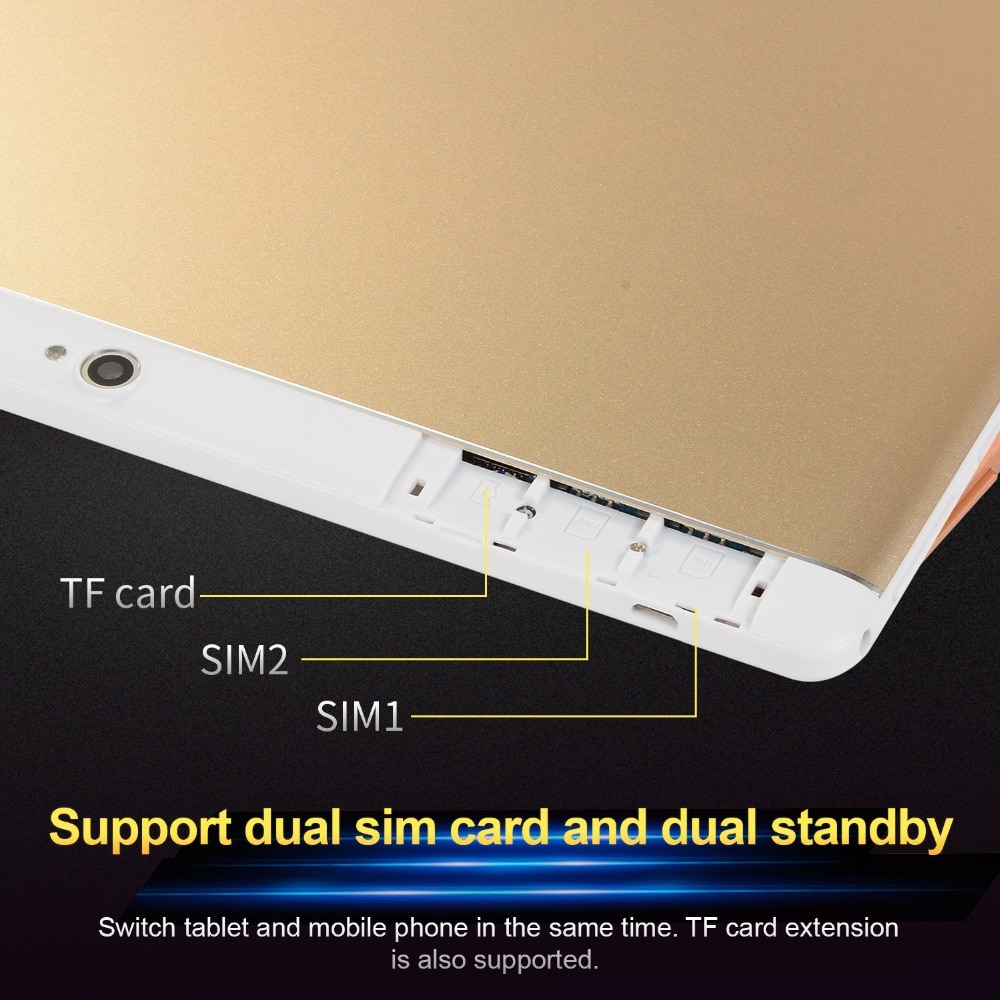 TF card
SIM2
SIM1
Support dual sim card and dual standby
Switch tablet and mobile phone in the same time. TF card extension
is also supported.